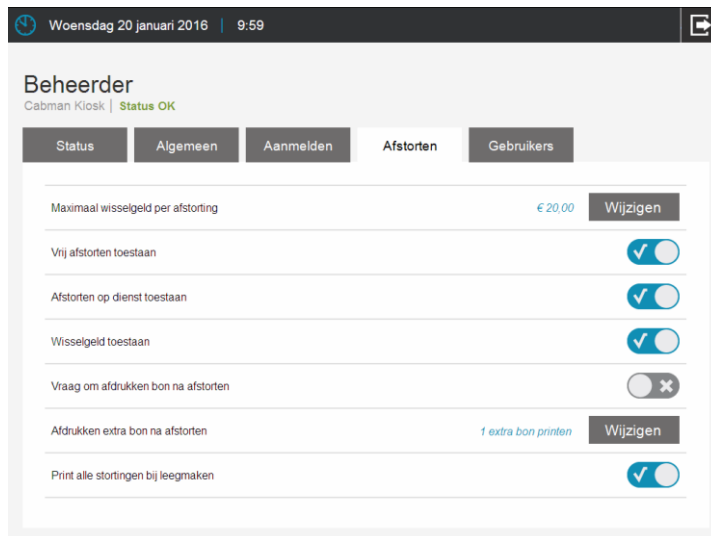 Woensdag 20 januari 2016 | 9:59
Beheerder
Cabman Kiosk | Status OK
Status Algemeen Aanmelden Afstorten Gebruikers
Maximaal wisselgeld per afstorting € 20,00 Wijzigen
Vrij afstorten toestaan
Afstorten op dienst toestaan
Wisselgeld toestaan
Vraag om afdrukken bon na afstorten
Afdrukken extra bon na afstorten 1 extra bon printen Wijzigen
Print alle stortingen bij leegmaken